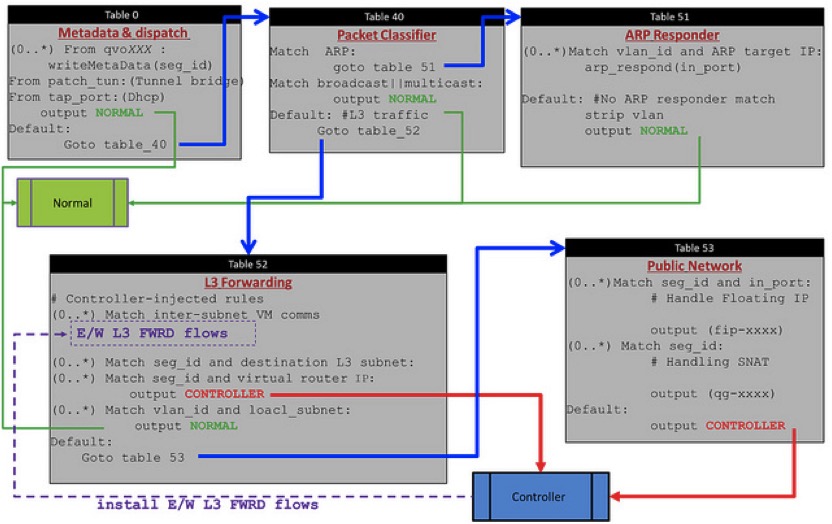 Table 0
Metadata & dispatch
(0..*) From qvoXXX :
writeMetaData(seg_id)
From patch_tun:(Tunnel bridge)
From tap_port:(Dhcp)
output NORMAL
Default:
Goto table_40
Table 40
Packet Classifier
Match ARP:
goto table 51
Match broadcast||multicast:
output NORMAL
Default: #L3 traffic
Goto table_52
Table 51
ARP Responder
(0..*)Match vlan_id and ARP target IP:
arp_respond(in_port)
Default: #No ARP responder match
strip vlan
output NORMAL
Normal
Table 52
L3 Forwarding
# Controller-injected rules
(0..*) Match inter-subnet VM comms
E/W L3 FWRD flows
(0..*) Match seg_id and destination L3 subnet:
(0..*) Match seg_id and virtual router IP:
output CONTROLLER
(0..*) Match vlan_id and loacl_subnet:
output NORMAL
Default:
Goto table 53
Table 53
Public Network
(0..*)Match seg_id and in_port:
# Handle Floating IP
output (fip-xxxx)
(0..*) Match seg_id:
# Handling SNAT
output (qg-xxxx)
Default:
output CONTROLLER
Controller
install E/W L3 FWRD flows